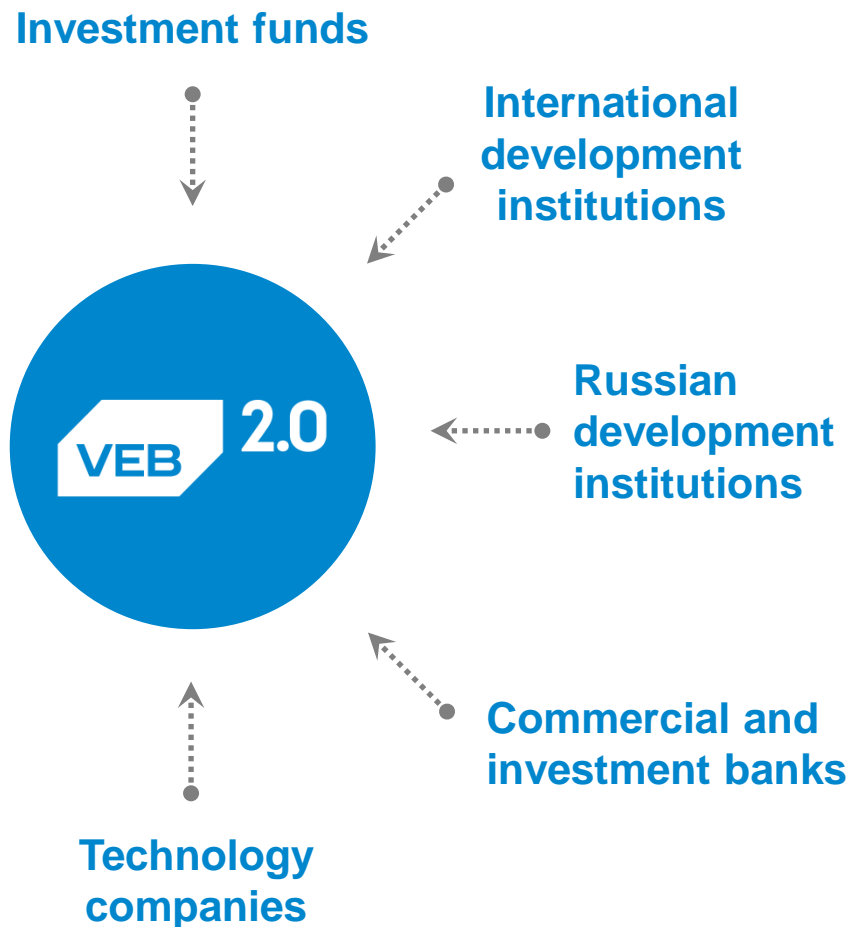 Investment funds
International
development
institutions
Russian
development
institutions
VEB 2.0
Commercial and
investment banks
Technology
companies